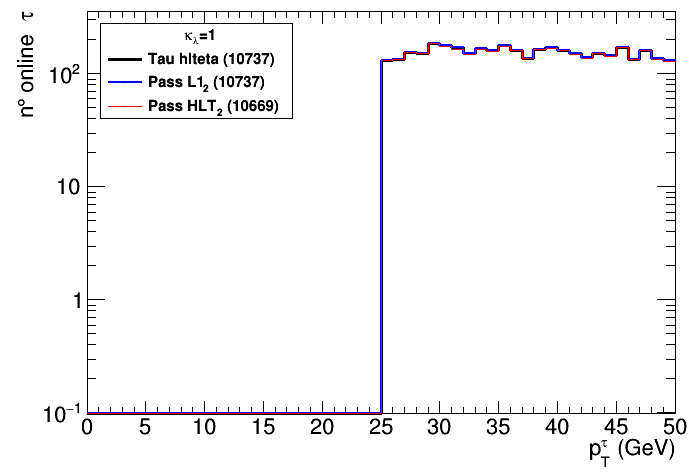 nº online τ
κλ=1
Tau hlteta (10737)
Pass L1₂ (10737)
Pass HLT₂ (10669)
10²
10
1
10⁻¹
0 5 10 15 20 25 30 35 40 45 50
p_T^τ (GeV)